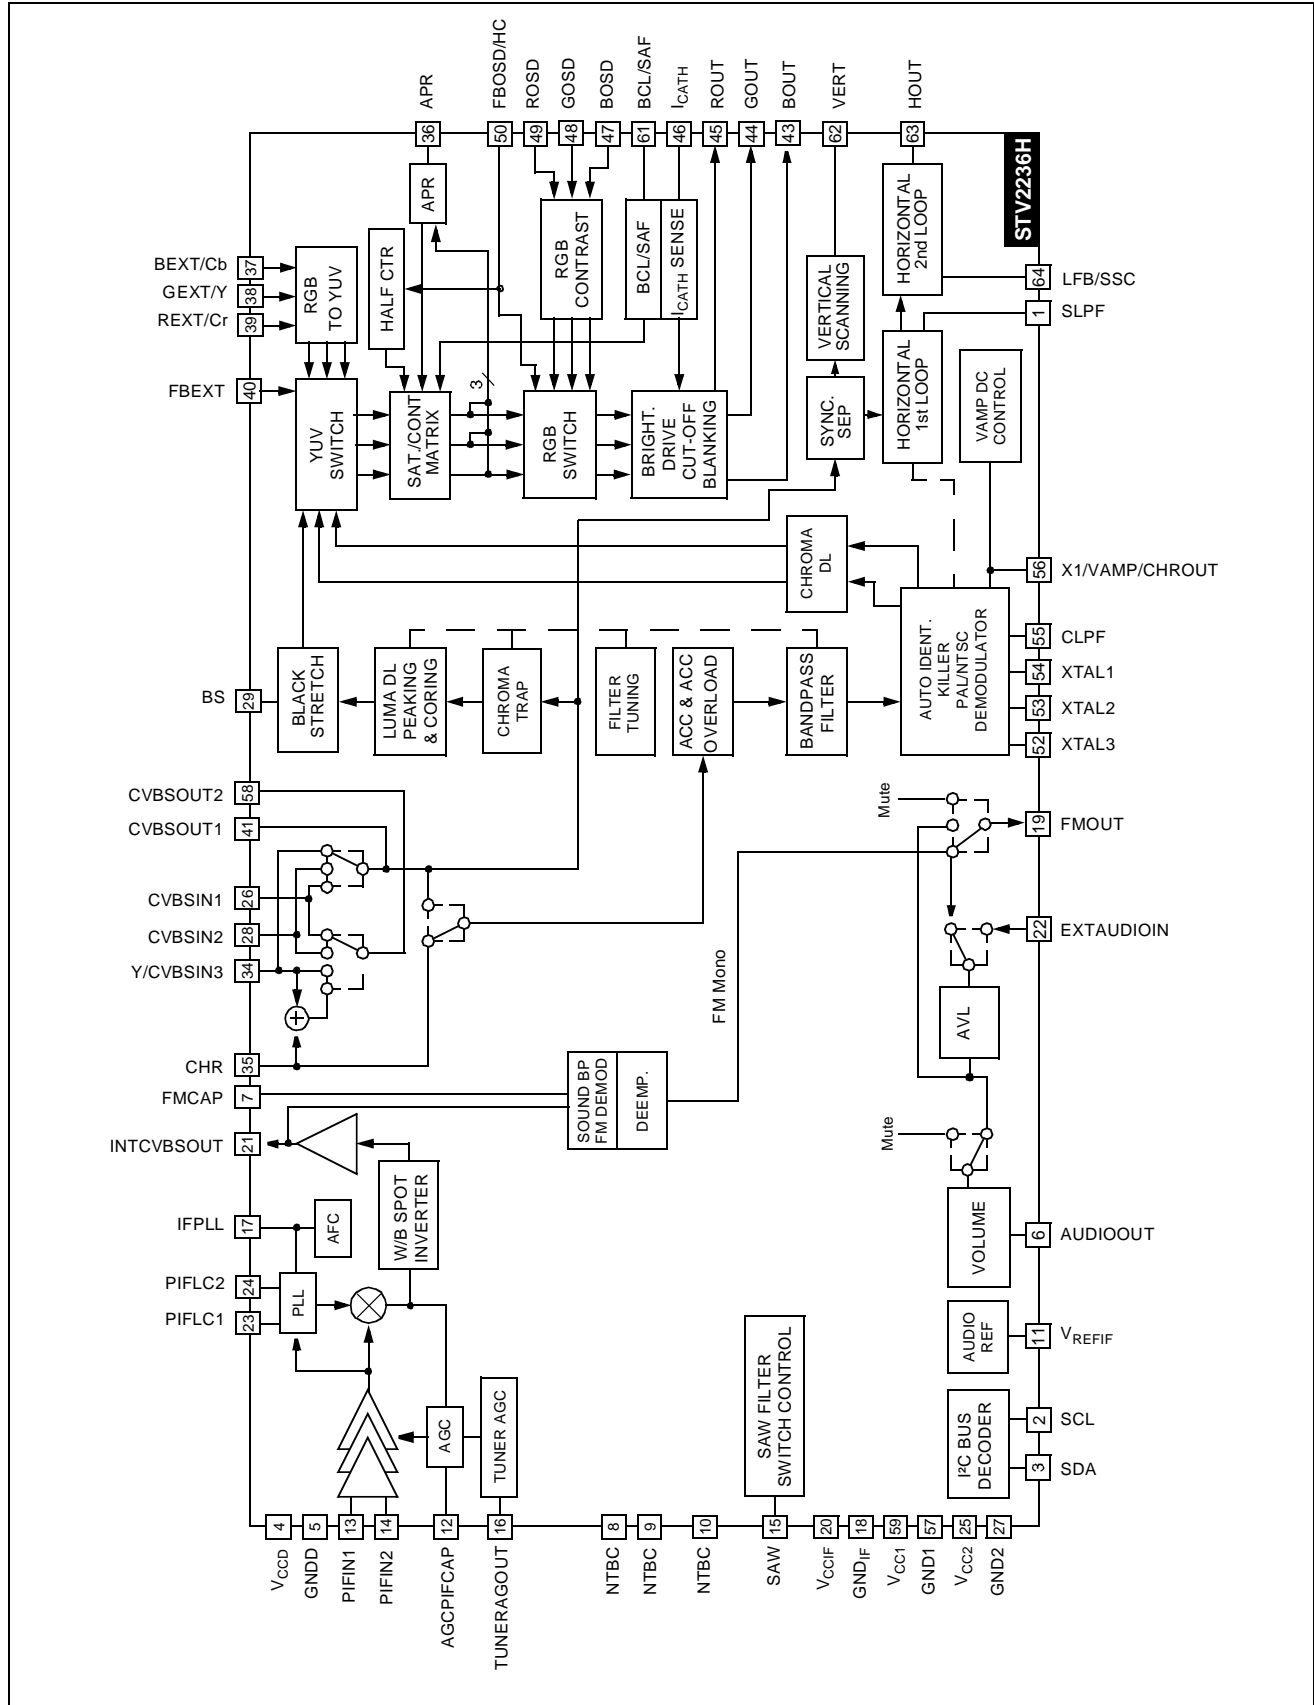 APR
FBOSD/HC
ROSD
GOSD
BOSD
BCL/SAF
ICATH
ROUT
GOUT
BOUT
VERT
HOUT
36
50
49
48
47
61
46
45
44
43
62
63
STV2236H
BEXT/Cb
37
GEXT/Y
38
REXT/Cr
39
FBEXT
40
RGB
TO YUV
HALF CTR
APR
RGB
CONTRAST
BCL/SAF
ICATH SENSE
VERTICAL
SCANNING
HORIZONTAL
2nd LOOP
64
LFB/SSC
1
SLPF
YUV
SWITCH
SAT./CONT
MATRIX
3
RGB
SWITCH
BRIGHT.
DRIVE
CUT-OFF
BLANKING
SYNC.
SEP
HORIZONTAL
1st LOOP
VAMP DC
CONTROL
CHROMA
DL
56
X1/VAMP/CHROUT
BS
29
BLACK
STRETCH
LUMA DL
PEAKING
& CORING
CHROMA
TRAP
FILTER
TUNING
ACC & ACC
OVERLOAD
BANDPASS
FILTER
AUTO IDENT.
KILLER
PAL/NTSC
DEMODULATOR
55
CLPF
54
XTAL1
53
XTAL2
52
XTAL3
CVBSOUT2
58
CVBSOUT1
41
CVBSIN1
26
CVBSIN2
28
Y/CVBSIN3
34
+
CHR
35
FMCAP
7
INTCVBSOUT
21
FM Mono
Mute
19
FMOUT
22
EXTAUDIOIN
AVL
SOUND BP
FM DEMOD
DEEMP.
Mute
VOLUME
6
AUDIOOUT
IFPLL
17
AFC
W/B SPOT
INVERTER
PIFLC2
24
PIFLC1
23
PLL
AUDIO
REF
11
VREFIF
AGC
TUNER AGC
SAW FILTER
SWITCH CONTROL
I²C BUS
DECODER
2
SCL
3
SDA
4
5
13
14
12
16
8
9
10
15
20
18
59
57
25
27
VCCD
GNDD
PIFIN1
PIFIN2
AGCPIFCAP
TUNERAGOUT
NTBC
NTBC
NTBC
SAW
VCCIF
GNDIF
VCC1
GND1
VCC2
GND2